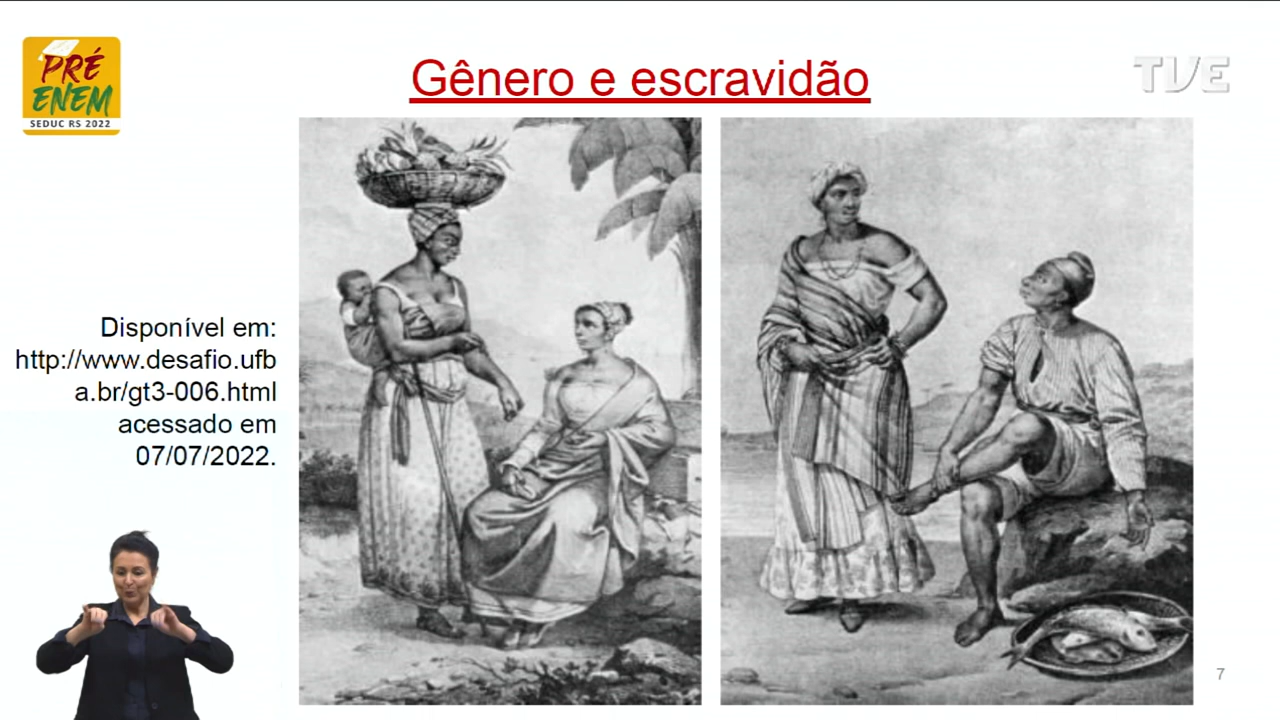 PRÉ
ENEM
SEDUC RS 2022
Gênero e escravidão
TVE
Disponível em:
http://www.desafio.ufb
a.br/gt3-006.html
acessado em
07/07/2022.
7